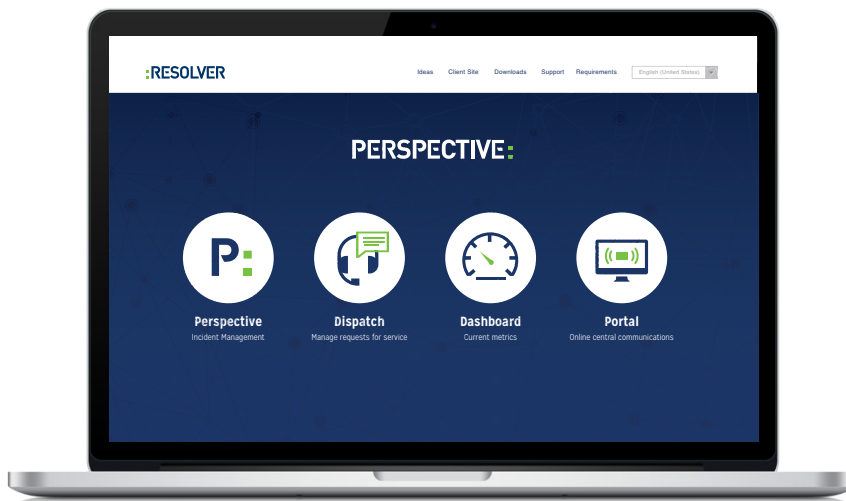 :RESOLVER
Ideas Client Site Downloads Support Requirements English (United States)
PERSPECTIVE:
P:
Perspective Dispatch Dashboard Portal
Incident Management Manage requests for service Current metrics Online central communications